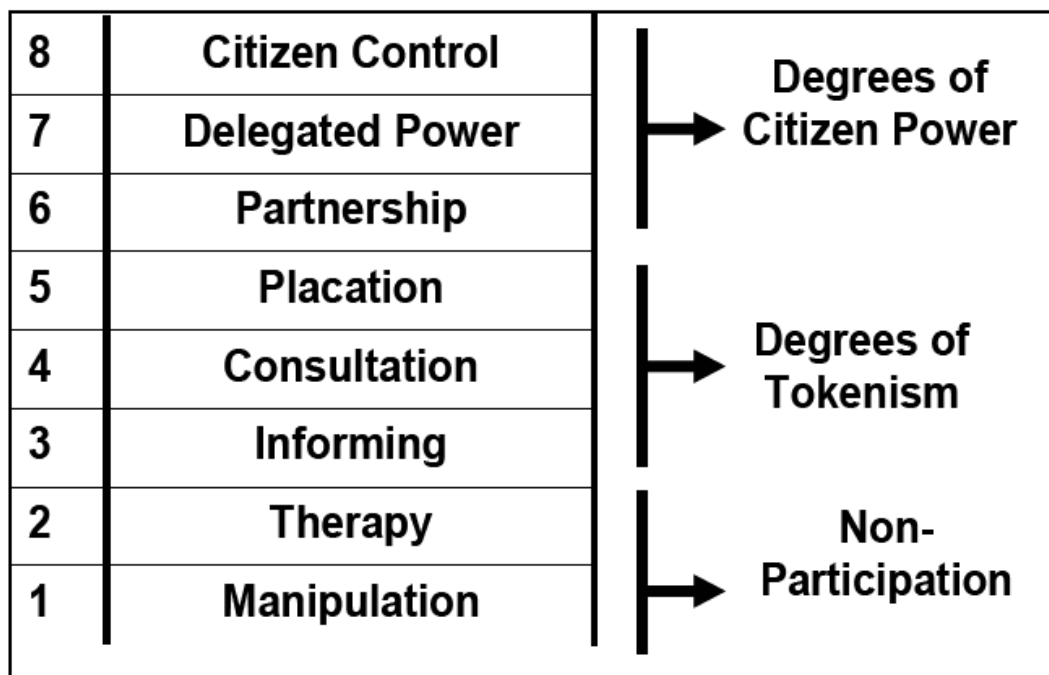 8 Citizen Control
7 Delegated Power
6 Partnership
5 Placation
4 Consultation
3 Informing
2 Therapy
1 Manipulation
Degrees of
Citizen Power
Degrees of
Tokenism
Non-
Participation